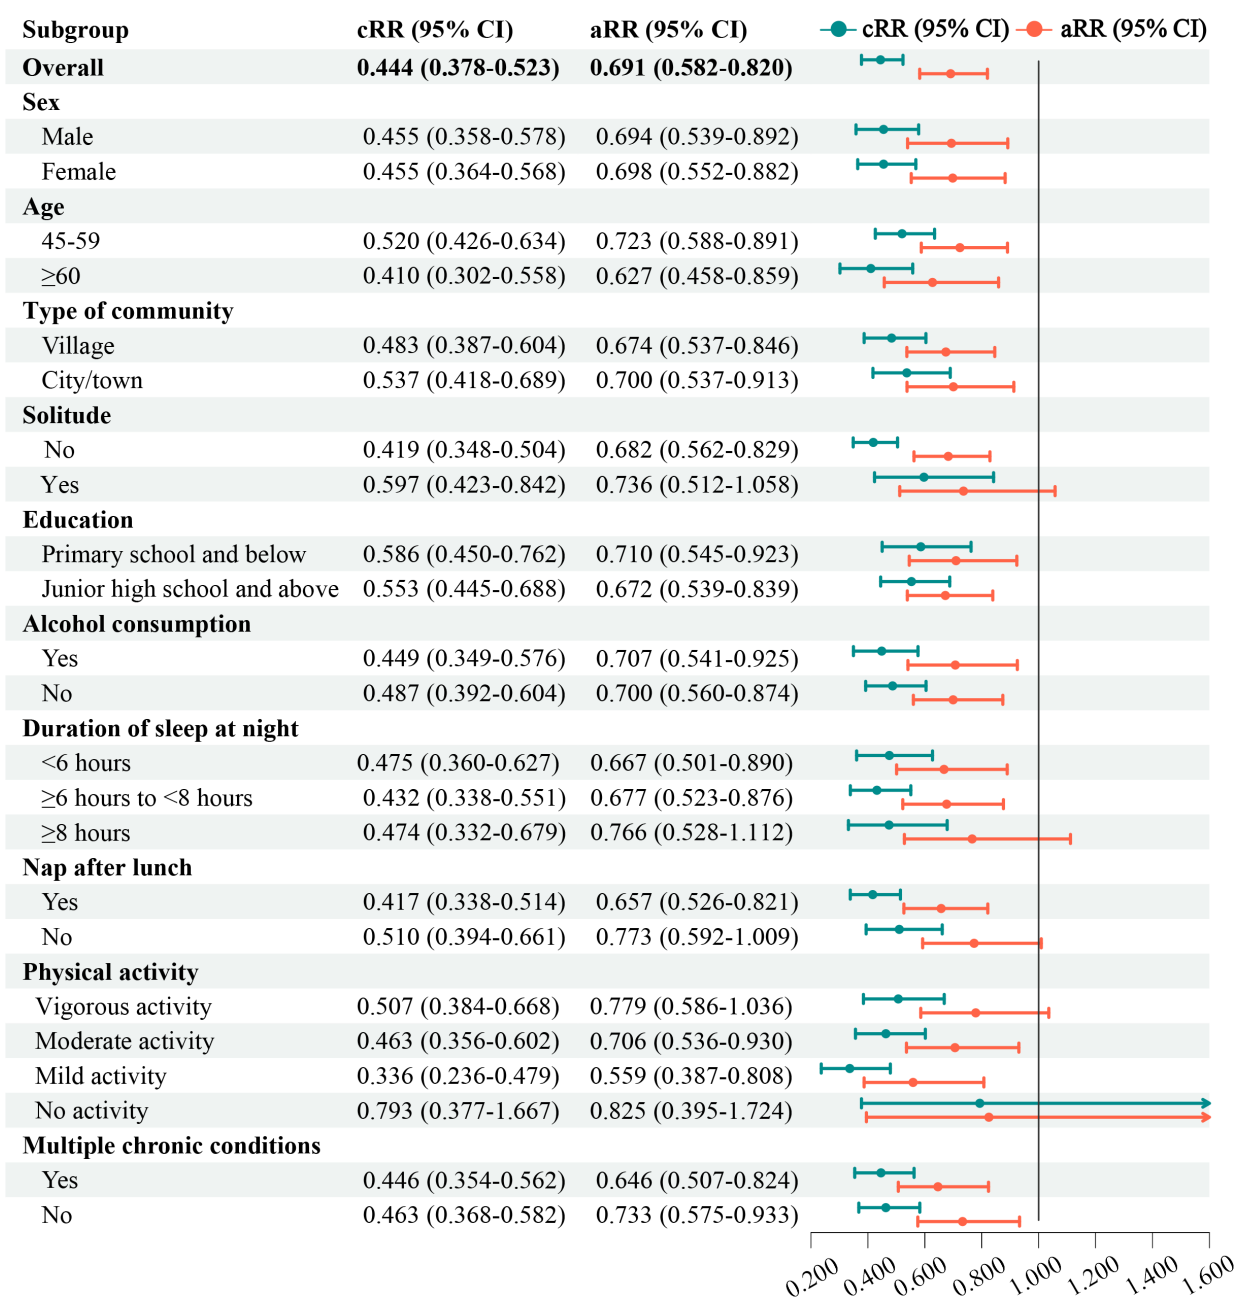 Subgroup cRR (95% CI) aRR (95% CI) cRR (95% CI) aRR (95% CI)
Overall 0.444 (0.378-0.523) 0.691 (0.582-0.820)
Sex
Male 0.455 (0.358-0.578) 0.694 (0.539-0.892)
Female 0.455 (0.364-0.568) 0.698 (0.552-0.882)
Age
45-59 0.520 (0.426-0.634) 0.723 (0.588-0.891)
≥60 0.410 (0.302-0.558) 0.627 (0.458-0.859)
Type of community
Village 0.483 (0.387-0.604) 0.674 (0.537-0.846)
City/town 0.537 (0.418-0.689) 0.700 (0.537-0.913)
Solitude
No 0.419 (0.348-0.504) 0.682 (0.562-0.829)
Yes 0.597 (0.423-0.842) 0.736 (0.512-1.058)
Education
Primary school and below 0.586 (0.450-0.762) 0.710 (0.545-0.923)
Junior high school and above 0.553 (0.445-0.688) 0.672 (0.539-0.839)
Alcohol consumption
Yes 0.449 (0.349-0.576) 0.707 (0.541-0.925)
No 0.487 (0.392-0.604) 0.700 (0.560-0.874)
Duration of sleep at night
<6 hours 0.475 (0.360-0.627) 0.667 (0.501-0.890)
≥6 hours to <8 hours 0.432 (0.338-0.551) 0.677 (0.523-0.876)
≥8 hours 0.474 (0.332-0.679) 0.766 (0.528-1.112)
Nap after lunch
Yes 0.417 (0.338-0.514) 0.657 (0.526-0.821)
No 0.510 (0.394-0.661) 0.773 (0.592-1.009)
Physical activity
Vigorous activity 0.507 (0.384-0.668) 0.779 (0.586-1.036)
Moderate activity 0.463 (0.356-0.602) 0.706 (0.536-0.930)
Mild activity 0.336 (0.236-0.479) 0.559 (0.387-0.808)
No activity 0.793 (0.377-1.667) 0.825 (0.395-1.724)
Multiple chronic conditions
Yes 0.446 (0.354-0.562) 0.646 (0.507-0.824)
No 0.463 (0.368-0.582) 0.733 (0.575-0.933)
0.200 0.400 0.600 0.800 1.000 1.200 1.400 1.600